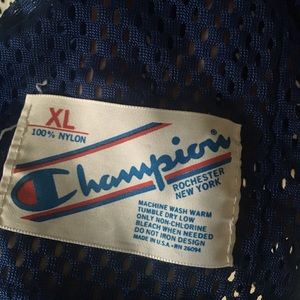 XL
100% NYLON
Champion
ROCHESTER
NEW YORK
MACHINE WASH WARM
TUMBLE DRY LOW
ONLY NON-CHLORINE
BLEACH WHEN NEEDED
DO NOT IRON DESIGN
MADE IN U.S.A. • RN 26094